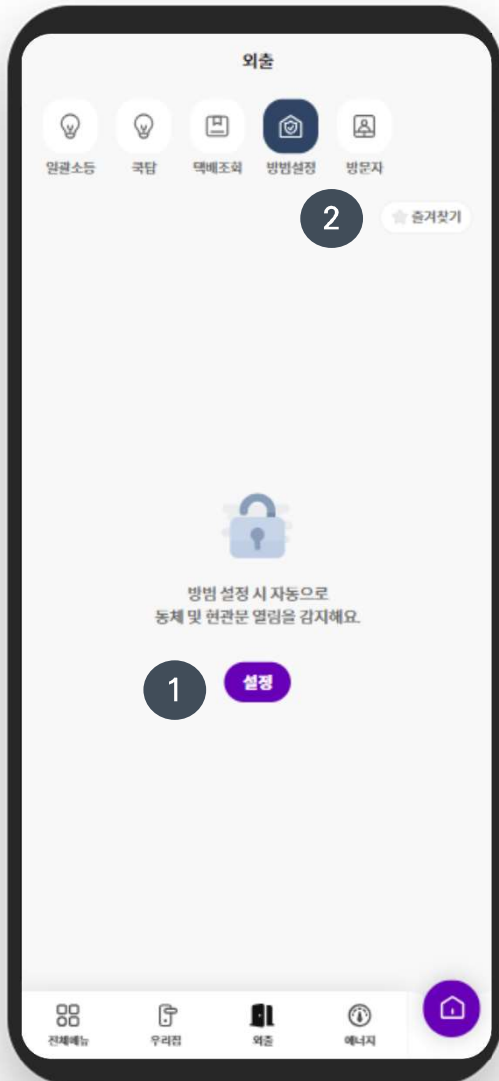 외출
일괄소등 쿡탑 택배조회 방범설정 방문자
2
즐겨찾기
방범 설정 시 자동으로
동체 및 현관문 열림을 감지해요.
1
설정
전체메뉴 우리집 외출 에너지